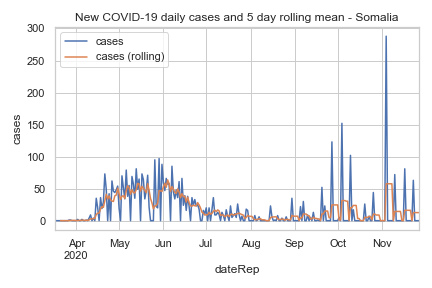 New COVID-19 daily cases and 5 day rolling mean - Somalia
cases
cases (rolling)
300
250
200
150
100
50
0
cases
Apr May Jun Jul Aug Sep Oct Nov
2020
dateRep